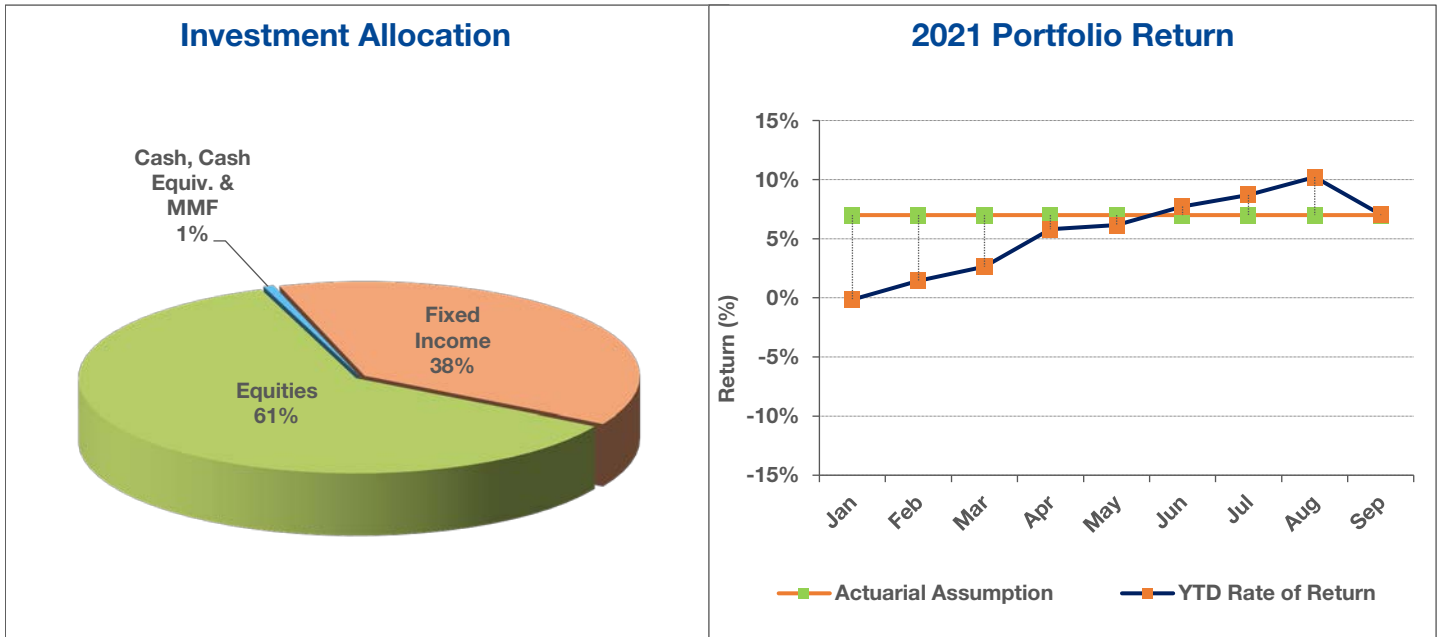 Investment Allocation
Cash, Cash
Equiv. &
MMF
1%
Fixed
Income
38%
Equities
61%
2021 Portfolio Return
Return (%)
15%
10%
5%
0%
-5%
-10%
-15%
Jan
Feb
Mar
Apr
May
Jun
Jul
Aug
Sep
Actuarial Assumption
YTD Rate of Return